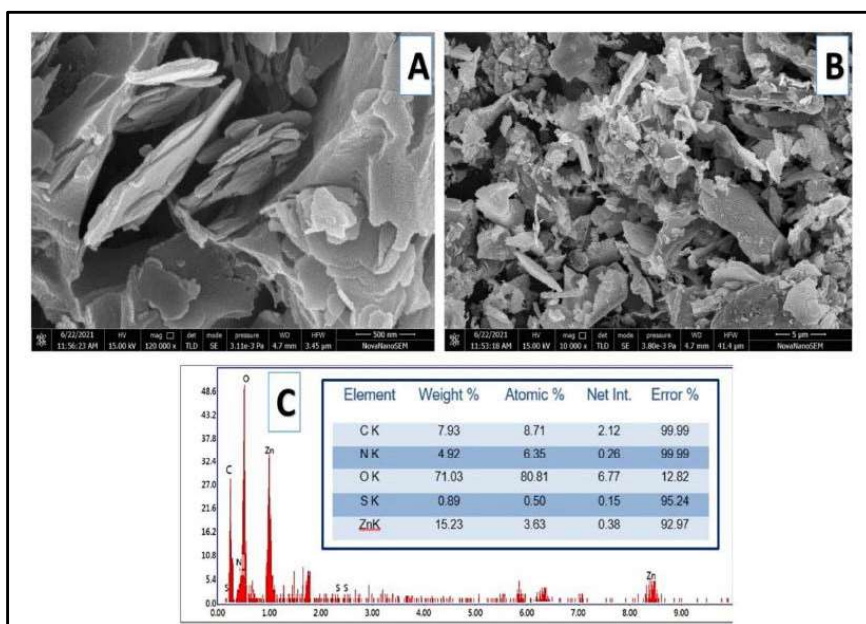 A
6/22/2021 HV mag det mode pressure WD HFW 500 nm
11:56:23 AM 15.00 kV 120 000 x TLD SE 3.11e-3 Pa 4.7 mm 3.45 µm NovaNanoSEM
B
6/22/2021 HV mag det mode pressure WD HFW 5 µm
11:53:18 AM 15.00 kV 10 000 x TLD SE 3.80e-3 Pa 4.7 mm 41.4 µm NovaNanoSEM
C
Element Weight % Atomic % Net Int. Error %
C K 7.93 8.71 2.12 99.99
N K 4.92 6.35 0.26 99.99
O K 71.03 80.81 6.77 12.82
S K 0.89 0.50 0.15 95.24
ZnK 15.23 3.63 0.38 92.97
48.6
43.2
37.8
32.4
27.0
21.6
16.2
10.8
5.4
0.00
O
C
Zn
N
S
S S
Zn
0.00 1.00 2.00 3.00 4.00 5.00 6.00 7.00 8.00 9.00